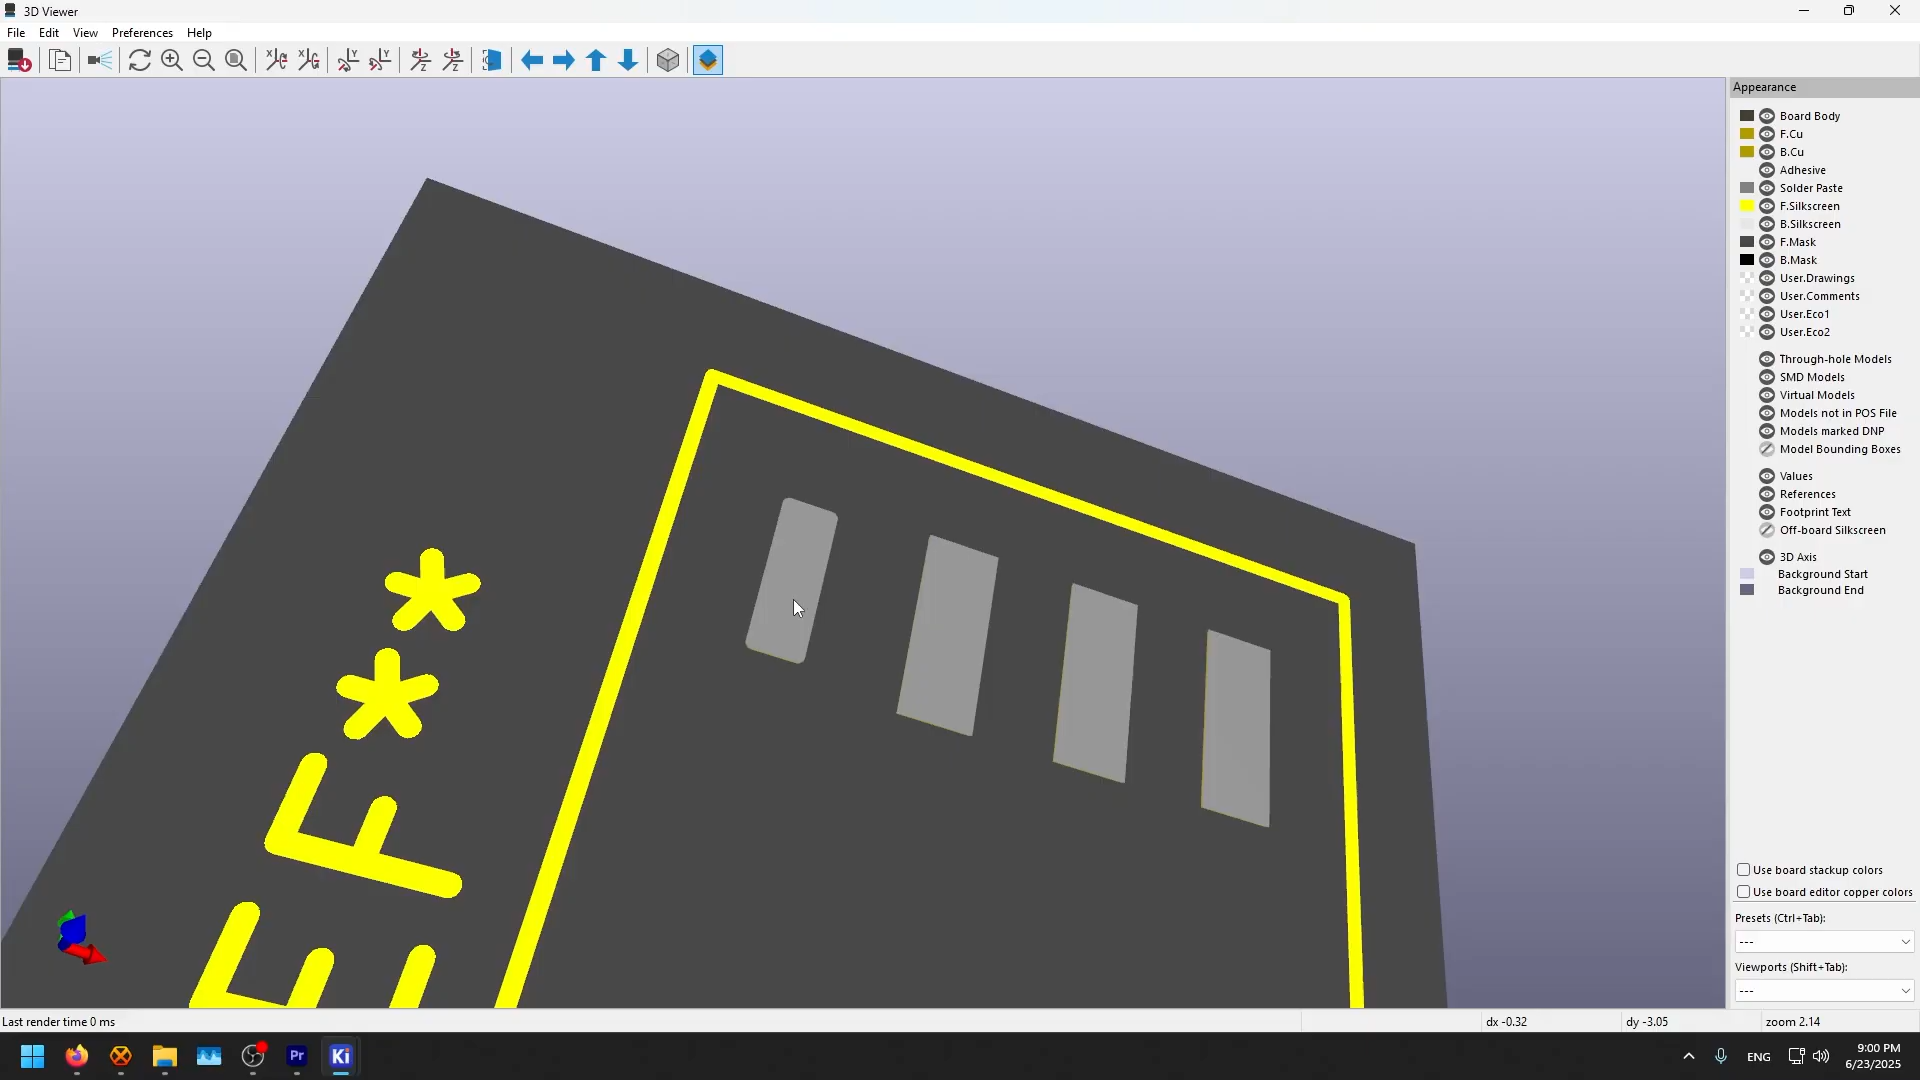 3D Viewer
File Edit View Preferences Help
Appearance
Board Body
F.Cu
B.Cu
Adhesive
Solder Paste
F.Silkscreen
B.Silkscreen
F.Mask
B.Mask
User.Drawings
User.Comments
User.Eco1
User.Eco2
Through-hole Models
SMD Models
Virtual Models
Models not in POS File
Models marked DNP
Model Bounding Boxes
Values
References
Footprint Text
Off-board Silkscreen
3D Axis
Background Start
Background End
EF**
Use board stackup colors
Use board editor copper colors
Presets (Ctrl+Tab):
---
Viewports (Shift+Tab):
---
Last render time 0 ms
dx -0.32
dy -3.05
zoom 2.14
Pr
Ki
ENG
9:00 PM
6/23/2025